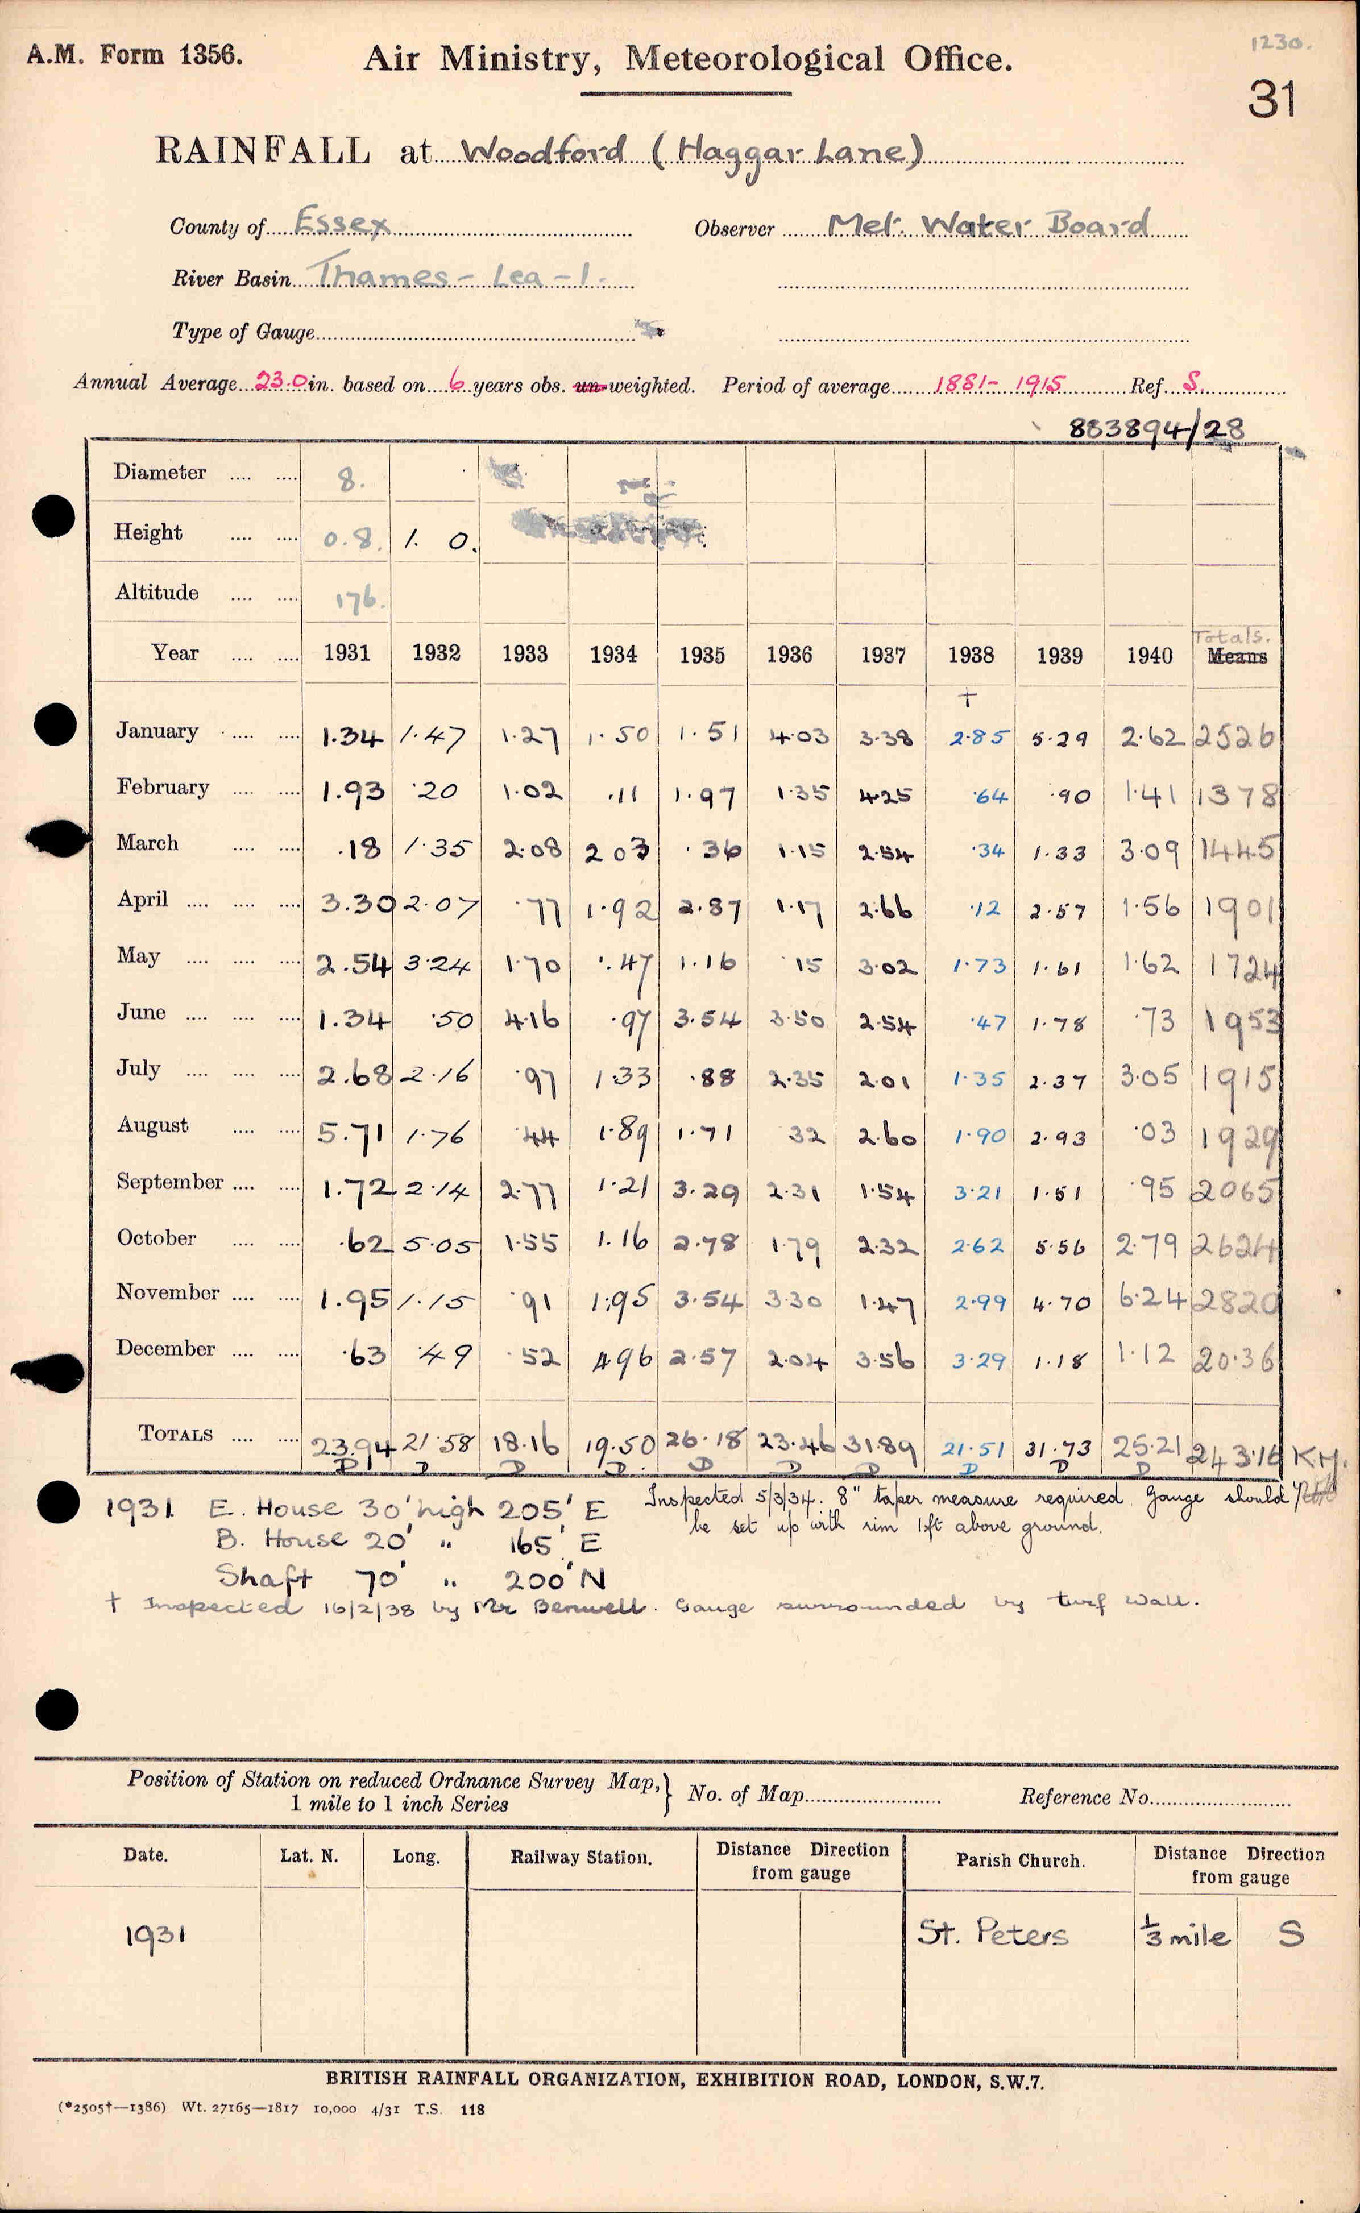 1230.
A.M. Form 1356. Air Ministry, Meteorological Office.
31
RAINFALL at Woodford (Haggar Lane)
County of Essex Observer Met. Water Board
River Basin Thames - Lea - 1.
Type of Gauge
Annual Average 23.0 in. based on 6 years obs. un-weighted. Period of average 1881- 1915 Ref. S.
883894/28
Diameter .... .... 8.
Height .... .... 0.8. 1. 0.
Altitude .... .... 176.
Totals.
Year .... .... 1931 1932 1933 1934 1935 1936 1937 1938 1939 1940 Means
†
January .... .... 1.34 1.47 1.27 1.50 1.51 4.03 3.38 2.85 5.29 2.62 2526
February .... .... 1.93 .20 1.02 .11 1.97 1.35 4.25 .64 .90 1.41 1378
March .... .... .18 1.35 2.08 2 03 .36 1.15 2.54 .34 1.33 3.09 1445
April .... .... .... 3.30 2.07 .77 1.92 2.87 1.17 2.66 .12 2.57 1.56 1901
May .... .... .... 2.54 3.24 1.70 .47 1.16 .15 3.02 1.73 1.61 1.62 1724
June .... .... .... 1.34 .50 4.16 .97 3.54 3.50 2.54 .47 1.78 .73 1953
July .... .... .... 2.68 2.16 .97 1.33 .88 2.35 2.01 1.35 2.37 3.05 1915
August .... .... 5.71 1.76 .44 1.89 1.71 .32 2.60 1.90 2.93 .03 1929
September .... .... 1.72 2.14 2.77 1.21 3.29 2.31 1.54 3.21 1.51 .95 2065
October .... .... .62 5.05 1.55 1.16 2.78 1.79 2.32 2.62 5.56 2.79 2624
November .... .... 1.95 1.15 .91 1.95 3.54 3.30 1.47 2.99 4.70 6.24 2820
December .... .... .63 .49 .52 4.96 2.57 2.04 3.56 3.29 1.18 1.12 20.36
TOTALS .... .... 23.94 21.58 18.16 19.50 26.18 23.46 31.89 21.51 31.73 25.21 243.16 KM.
D D D D D D D D D D
1931 E. House 30' high 205' E Inspected 5/3/34. 8" taper measure required. Gauge should
B. House 20' " 165' E be set up with rim 1ft above ground.
Shaft 70' " 200' N
† Inspected 16/2/38 by Mr Benwell. Gauge surrounded by turf wall.
Position of Station on reduced Ordnance Survey Map,} No. of Map Reference No.
1 mile to 1 inch Series
Date. Lat. N. Long. Railway Station. Distance Direction from gauge Parish Church. Distance Direction from gauge
1931 St. Peters 1/3 mile S
BRITISH RAINFALL ORGANIZATION, EXHIBITION ROAD, LONDON, S.W.7.
(*2505†—1386) Wt. 27165—1817 10,000 4/31 T.S. 118